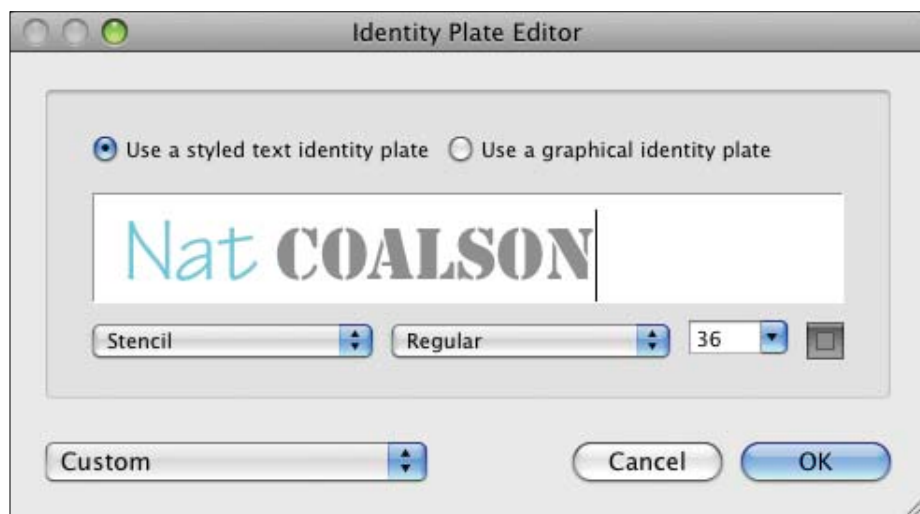 Identity Plate Editor
Use a styled text identity plate Use a graphical identity plate
Nat COALSON
Stencil Regular 36
Custom Cancel OK